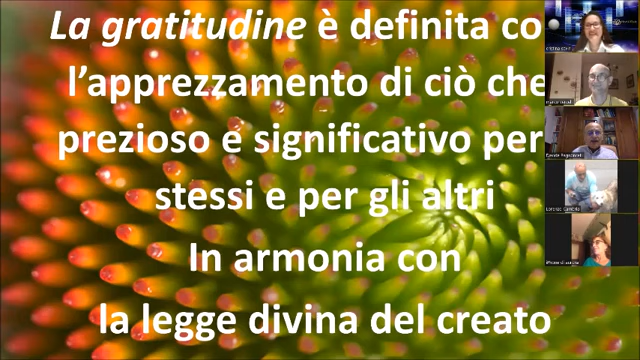 La gratitudine è definita co
l’apprezzamento di ciò che
prezioso e significativo per
stessi e per gli altri
In armonia con
la legge divina del creato